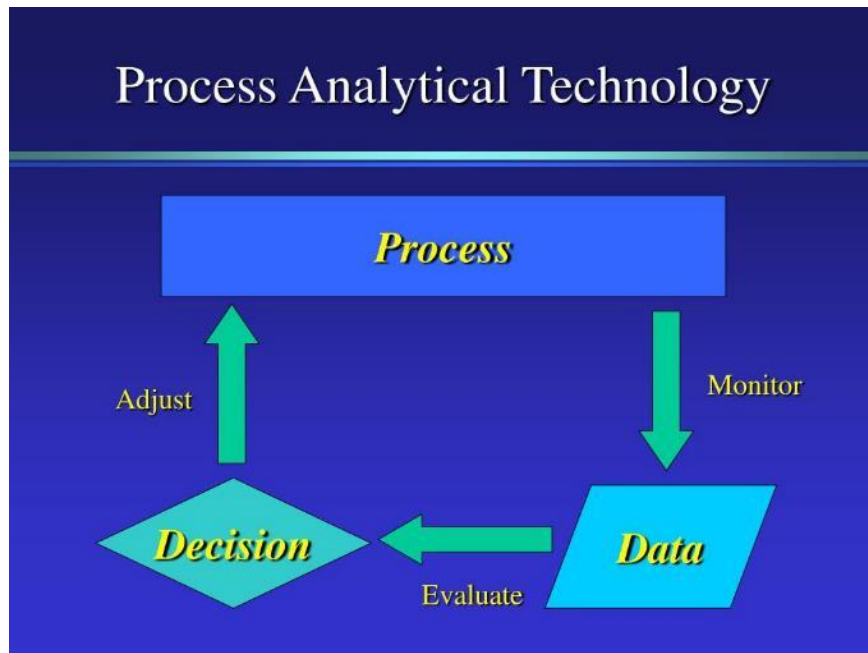 Process Analytical Technology
Process
Adjust
Monitor
Decision
Data
Evaluate